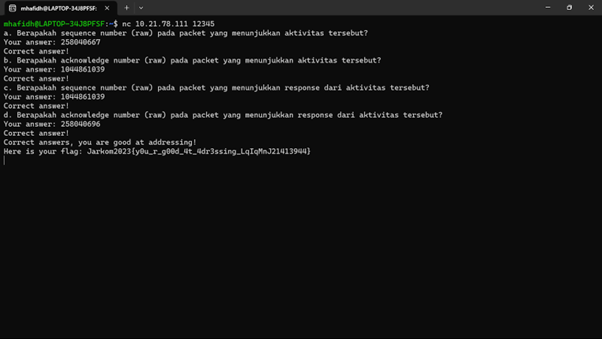 mhafidh@LAPTOP-34J8PFSF:
mhafidh@LAPTOP-34J8PFSF:~$ nc 10.21.78.111 12345
a. Berapakah sequence number (raw) pada packet yang menunjukkan aktivitas tersebut?
Your answer: 258040667
Correct answer!
b. Berapakah acknowledge number (raw) pada packet yang menunjukkan aktivitas tersebut?
Your answer: 1044861039
Correct answer!
c. Berapakah sequence number (raw) pada packet yang menunjukkan response dari aktivitas tersebut?
Your answer: 1044861039
Correct answer!
d. Berapakah acknowledge number (raw) pada packet yang menunjukkan response dari aktivitas tersebut?
Your answer: 258040696
Correct answer!
Correct answers, you are good at addressing!
Here is your flag: Jarkom2023{y0u_r_g00d_4t_4dr3ssing_LqIqMnJ21413944}